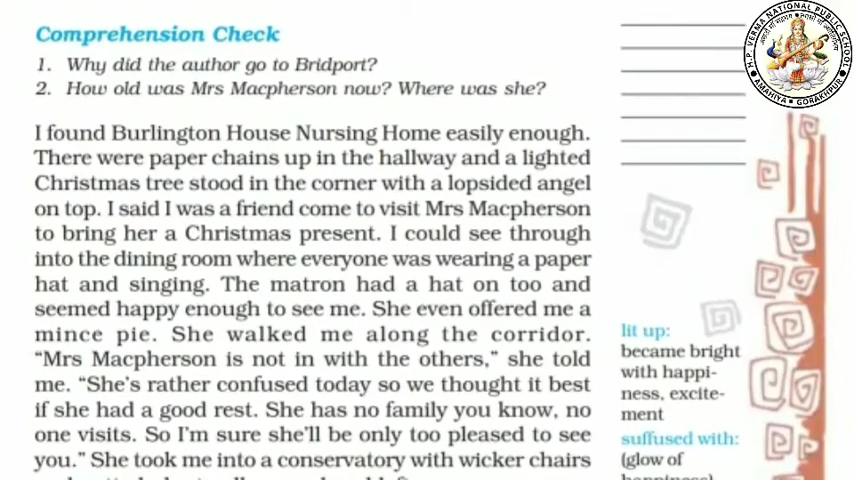 Comprehension Check
1. Why did the author go to Bridport?
2. How old was Mrs Macpherson now? Where was she?
I found Burlington House Nursing Home easily enough.
There were paper chains up in the hallway and a lighted
Christmas tree stood in the corner with a lopsided angel
on top. I said I was a friend come to visit Mrs Macpherson
to bring her a Christmas present. I could see through
into the dining room where everyone was wearing a paper
hat and singing. The matron had a hat on too and
seemed happy enough to see me. She even offered me a
mince pie. She walked me along the corridor.
“Mrs Macpherson is not in with the others,” she told
me. “She's rather confused today so we thought it best
if she had a good rest. She has no family you know, no
one visits. So I'm sure she'll be only too pleased to see
you.” She took me into a conservatory with wicker chairs
lit up:
became bright
with happi-
ness, excite-
ment
suffused with:
(glow of
happiness)
H.P. VERMA NATIONAL PUBLIC SCHOOL
AMAHIYA • GORAKHPUR